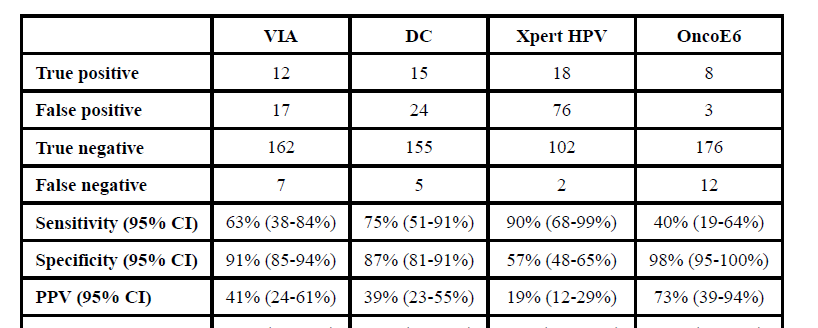 VIA DC Xpert HPV OncoE6
True positive 12 15 18 8
False positive 17 24 76 3
True negative 162 155 102 176
False negative 7 5 2 12
Sensitivity (95% CI) 63% (38-84%) 75% (51-91%) 90% (68-99%) 40% (19-64%)
Specificity (95% CI) 91% (85-94%) 87% (81-91%) 57% (48-65%) 98% (95-100%)
PPV (95% CI) 41% (24-61%) 39% (23-55%) 19% (12-29%) 73% (39-94%)